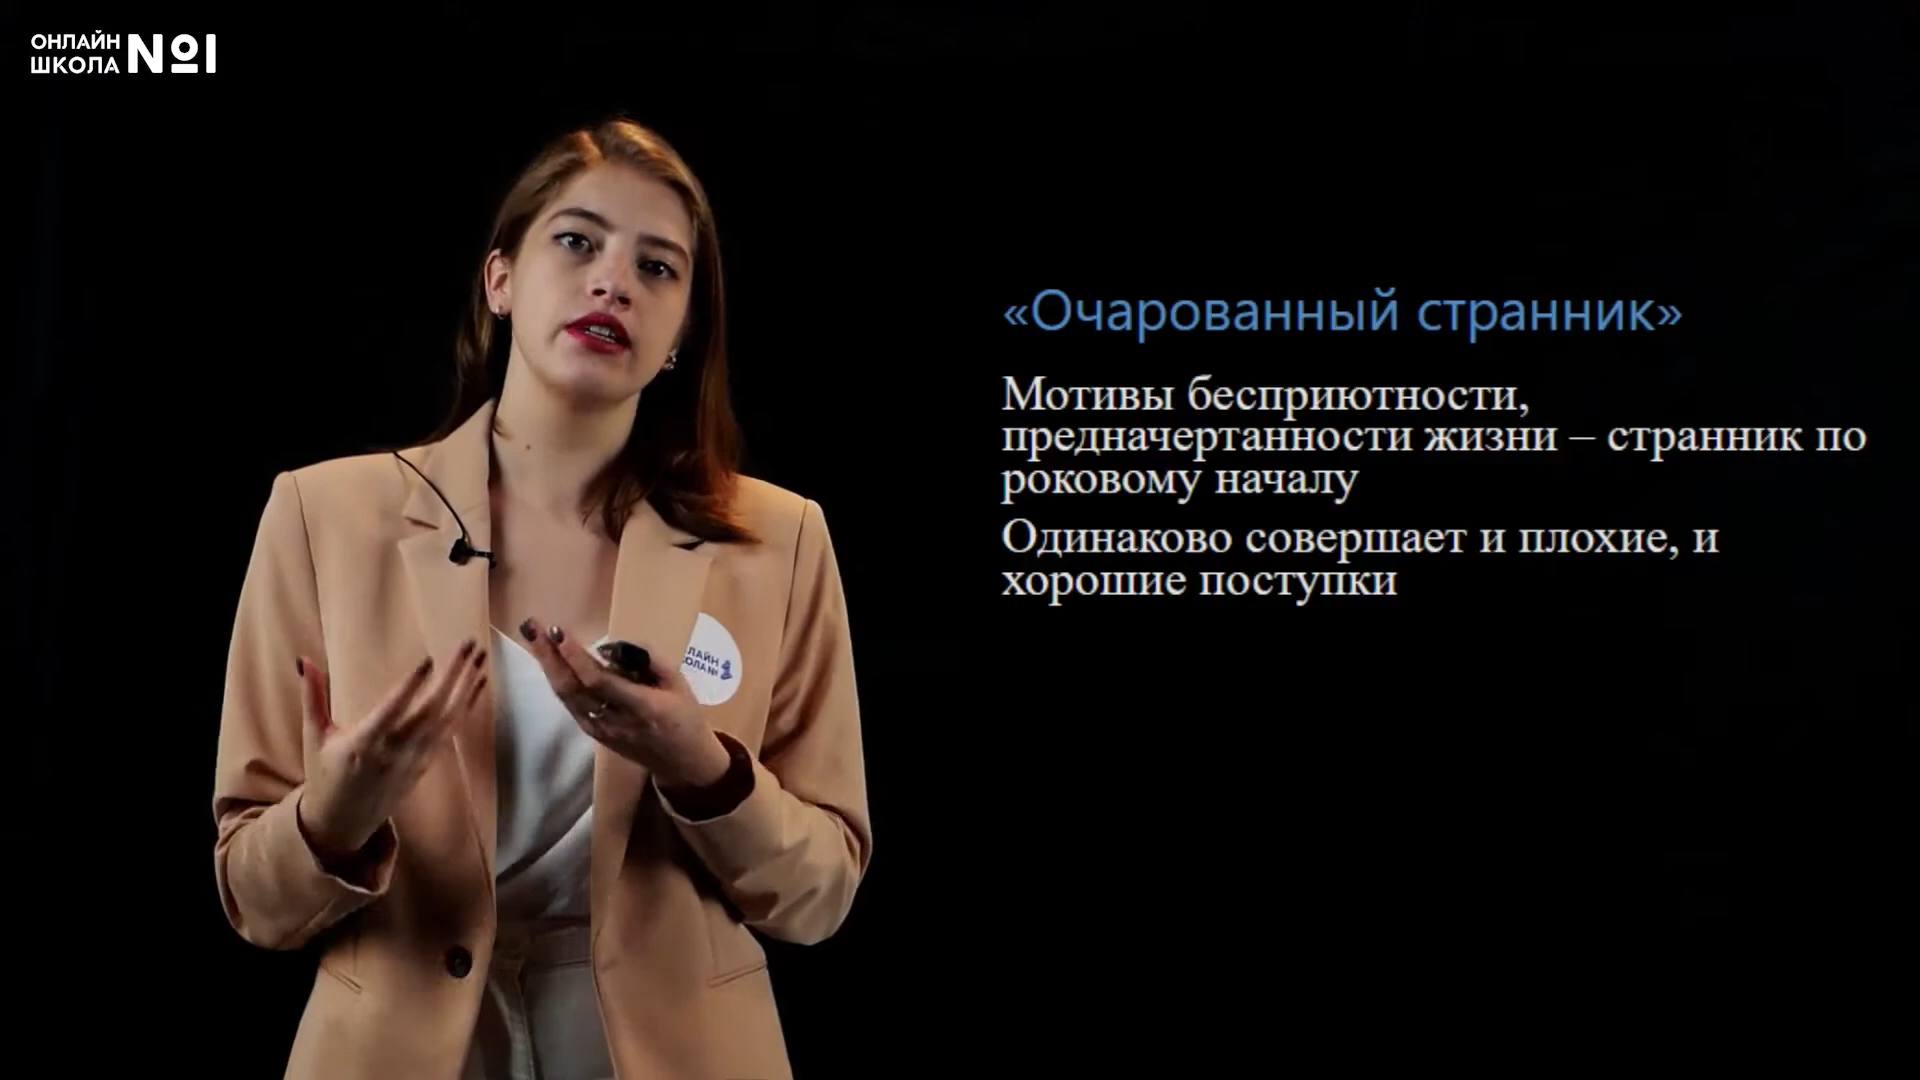 ОНЛАЙН
ШКОЛА №1
«Очарованный странник»
Мотивы бесприютности,
предначертанности жизни – странник по
роковому началу
Одинаково совершает и плохие, и
хорошие поступки